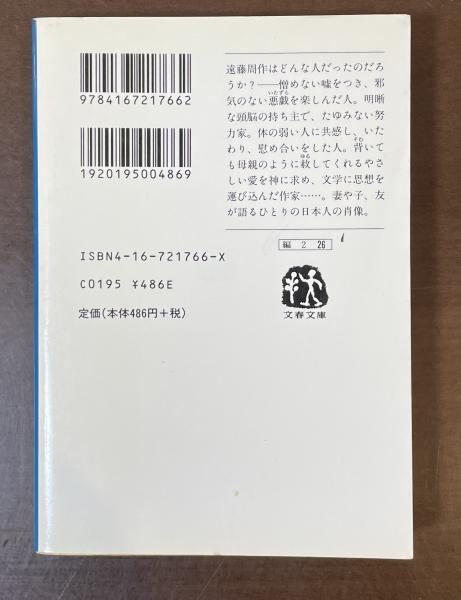 9784167217662
1920195004869
ISBN4-16-721766-X
C0195 ¥486E
定価(本体486円+税)
遠藤周作はどんな人だったのだろ
うか?——憎めない嘘をつき、邪
気のない悪戯を楽しんだ人。明晰
な頭脳の持ち主で、たゆみない努
力家。体の弱い人に共感し、いた
わり、慰め合いをした人。背いて
も母親のように赦してくれるやさ
しい愛を神に求め、文学に思想を
運び込んだ作家……。妻や子、友
が語るひとりの日本人の肖像。
編 2 26
文春文庫